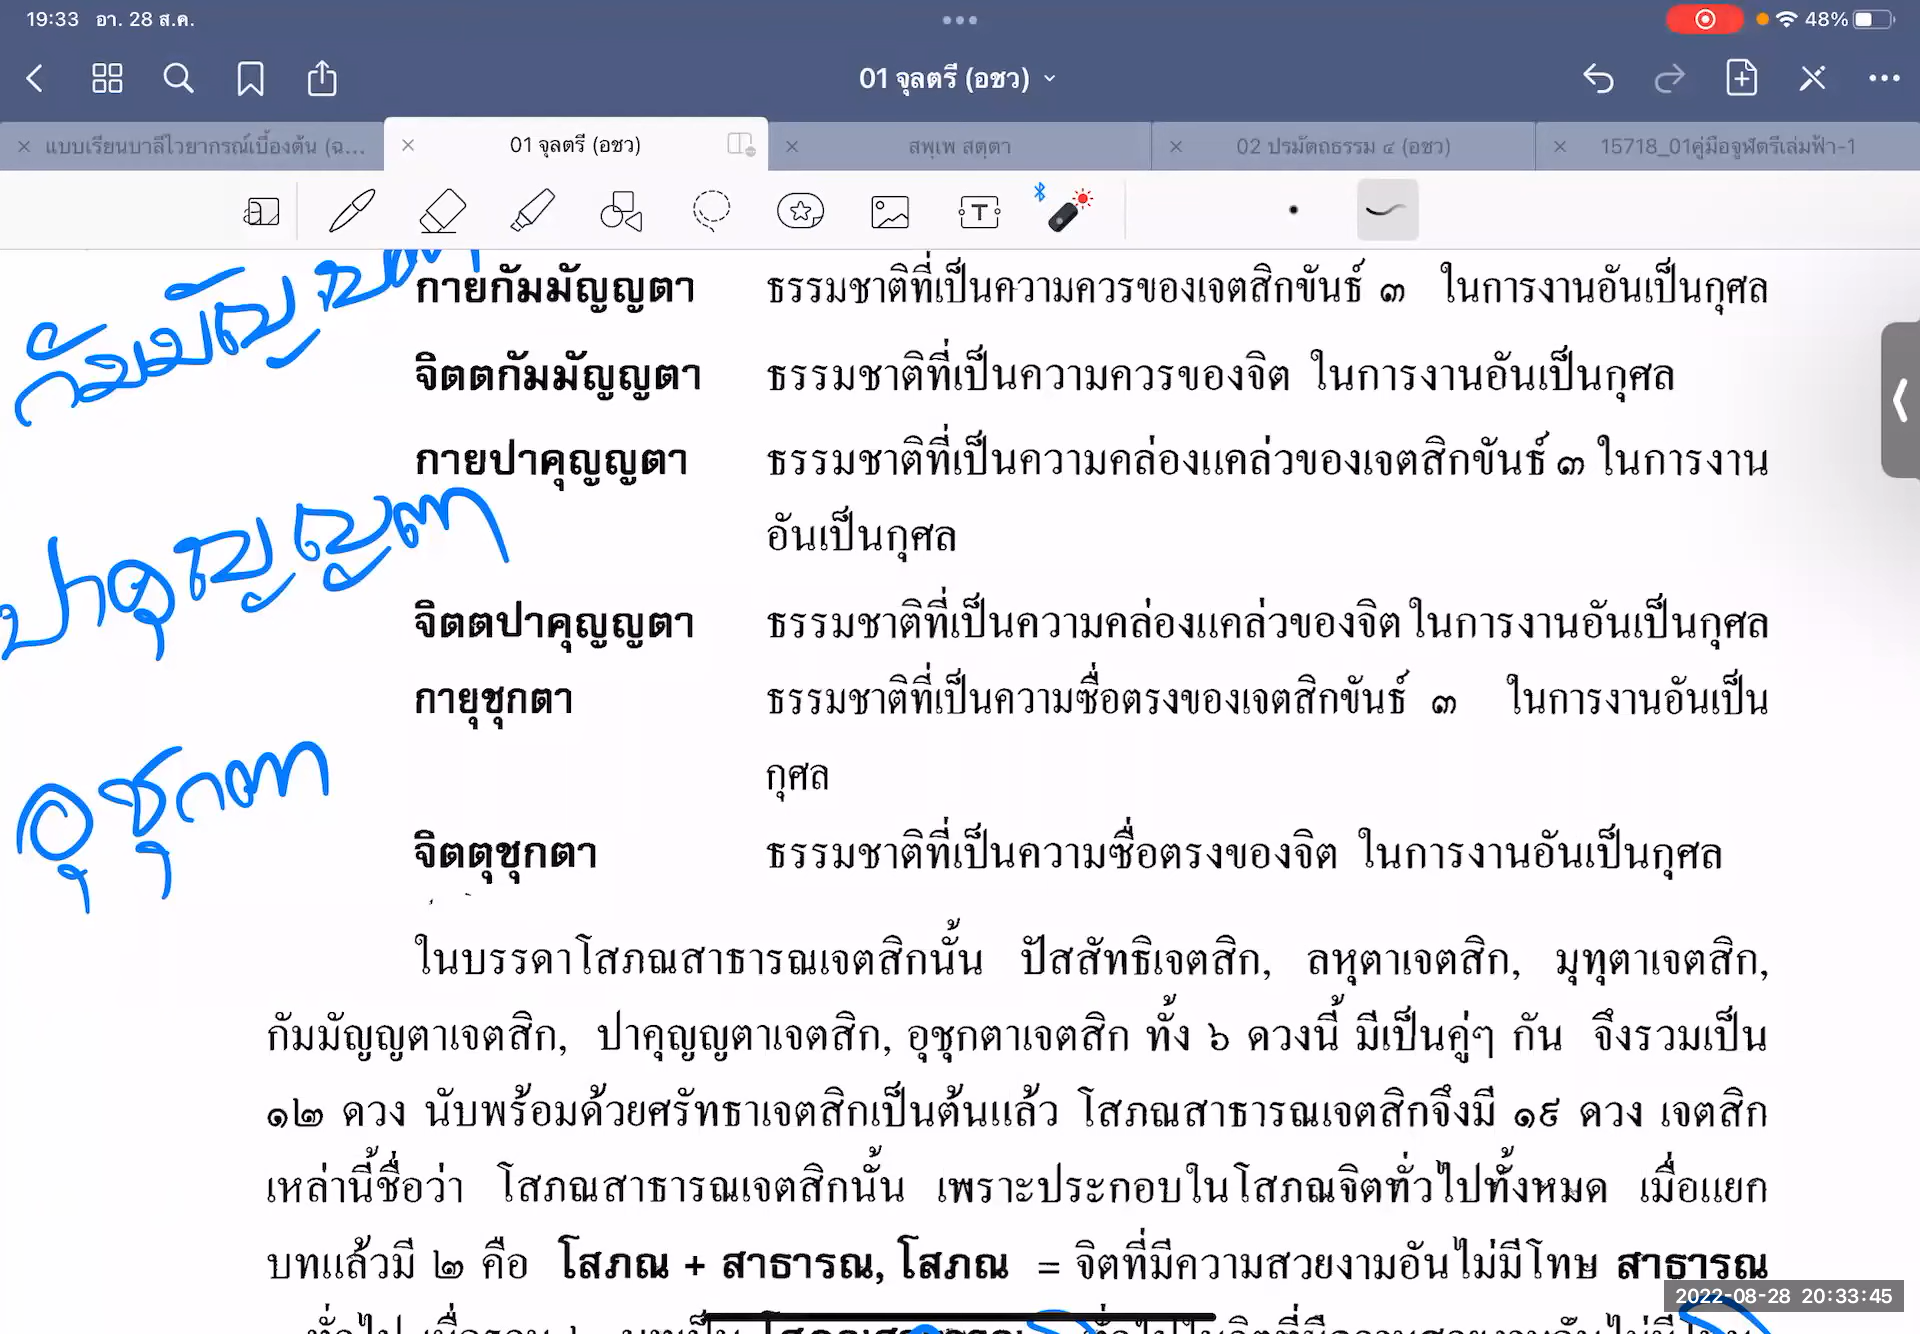 19:33 อา. 28 ส.ค.
48%
01 จุลตรี (อชว)
แบบเรียนบาลีไวยากรณ์เบื้องต้น (ฉ...
01 จุลตรี (อชว)
สพฺเพ สตฺตา
02 ปรมัตถธรรม ๔ (อชว)
15718_01คู่มือจูฬตรีเล่มฟ้า-1
กัมมัญญตา
กายกัมมัญญตา ธรรมชาติที่เป็นความควรของเจตสิกขันธ์ ๓ ในการงานอันเป็นกุศล
จิตตกัมมัญญตา ธรรมชาติที่เป็นความควรของจิต ในการงานอันเป็นกุศล
กายปาคุญญตา ธรรมชาติที่เป็นความคล่องแคล่วของเจตสิกขันธ์ ๓ ในการงาน
อันเป็นกุศล
ปาคุญญตา
จิตตปาคุญญตา ธรรมชาติที่เป็นความคล่องแคล่วของจิต ในการงานอันเป็นกุศล
กายุชุกตา ธรรมชาติที่เป็นความซื่อตรงของเจตสิกขันธ์ ๓ ในการงานอันเป็น
กุศล
อุชุกตา
จิตตุชุกตา ธรรมชาติที่เป็นความซื่อตรงของจิต ในการงานอันเป็นกุศล
ในบรรดาโสภณสาธารณเจตสิกนั้น ปัสสัทธิเจตสิก, ลหุตาเจตสิก, มุทุตาเจตสิก,
กัมมัญญตาเจตสิก, ปาคุญญตาเจตสิก, อุชุกตาเจตสิก ทั้ง ๖ ดวงนี้ มีเป็นคู่ๆ กัน จึงรวมเป็น
๑๒ ดวง นับพร้อมด้วยศรัทธาเจตสิกเป็นต้นแล้ว โสภณสาธารณเจตสิกจึงมี ๑๙ ดวง เจตสิก
เหล่านี้ชื่อว่า โสภณสาธารณเจตสิกนั้น เพราะประกอบในโสภณจิตทั่วไปทั้งหมด เมื่อแยก
บทแล้วมี ๒ คือ โสภณ + สาธารณ, โสภณ = จิตที่มีความสวยงามอันไม่มีโทษ สาธารณ
2022-08-28 20:33:45